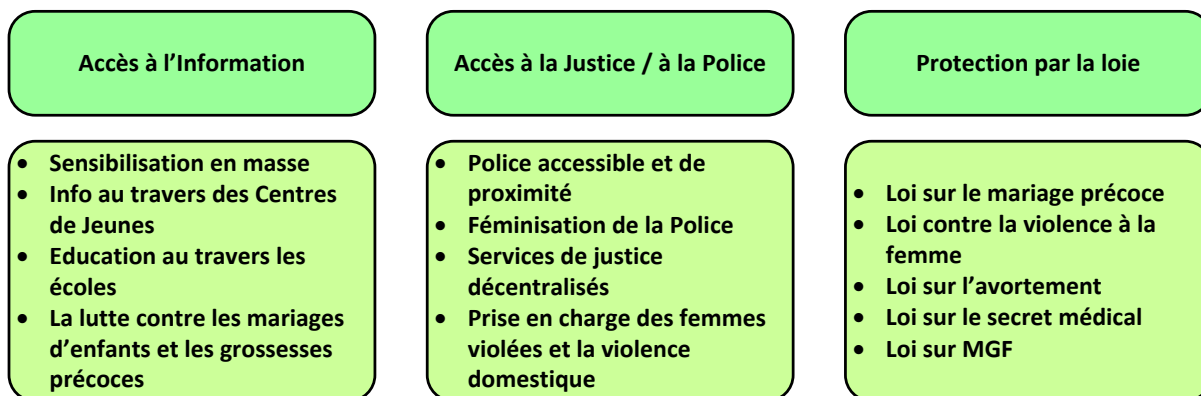 Accès à l’Information
• Sensibilisation en masse
• Info au travers des Centres
de Jeunes
• Education au travers les
écoles
• La lutte contre les mariages
d’enfants et les grossesses
précoces
Accès à la Justice / à la Police
• Police accessible et de
proximité
• Féminisation de la Police
• Services de justice
décentralisés
• Prise en charge des femmes
violées et la violence
domestique
Protection par la loie
• Loi sur le mariage précoce
• Loi contre la violence à la
femme
• Loi sur l’avortement
• Loi sur le secret médical
• Loi sur MGF